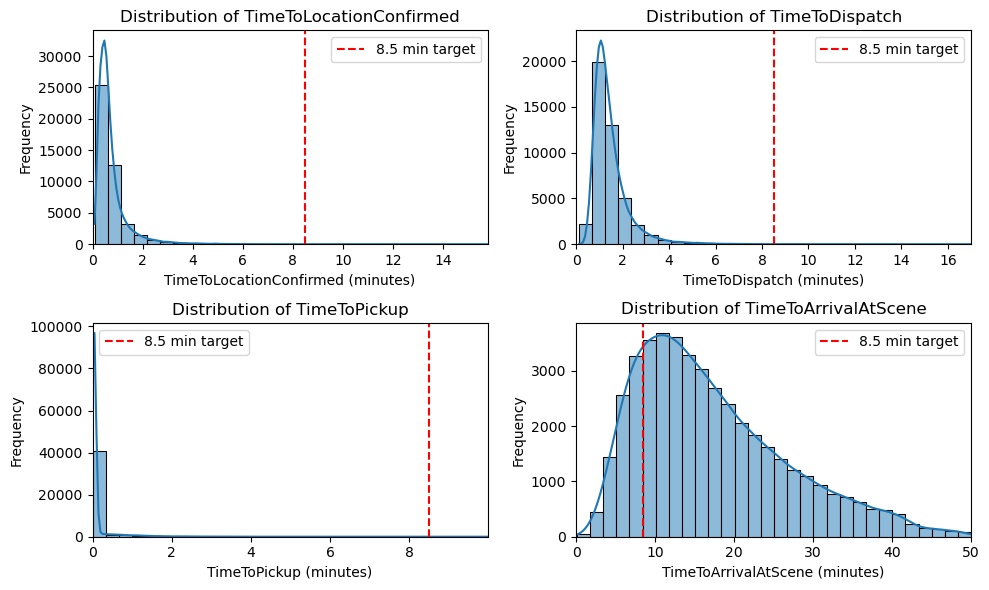 Distribution of TimeToLocationConfirmed
30000
25000
20000
15000
10000
5000
0
Frequency
8.5 min target
0 2 4 6 8 10 12 14
TimeToLocationConfirmed (minutes)
Distribution of TimeToDispatch
20000
15000
10000
5000
0
Frequency
8.5 min target
0 2 4 6 8 10 12 14 16
TimeToDispatch (minutes)
Distribution of TimeToPickup
100000
80000
60000
40000
20000
0
Frequency
8.5 min target
0 2 4 6 8
TimeToPickup (minutes)
Distribution of TimeToArrivalAtScene
3000
2000
1000
0
Frequency
8.5 min target
0 10 20 30 40 50
TimeToArrivalAtScene (minutes)